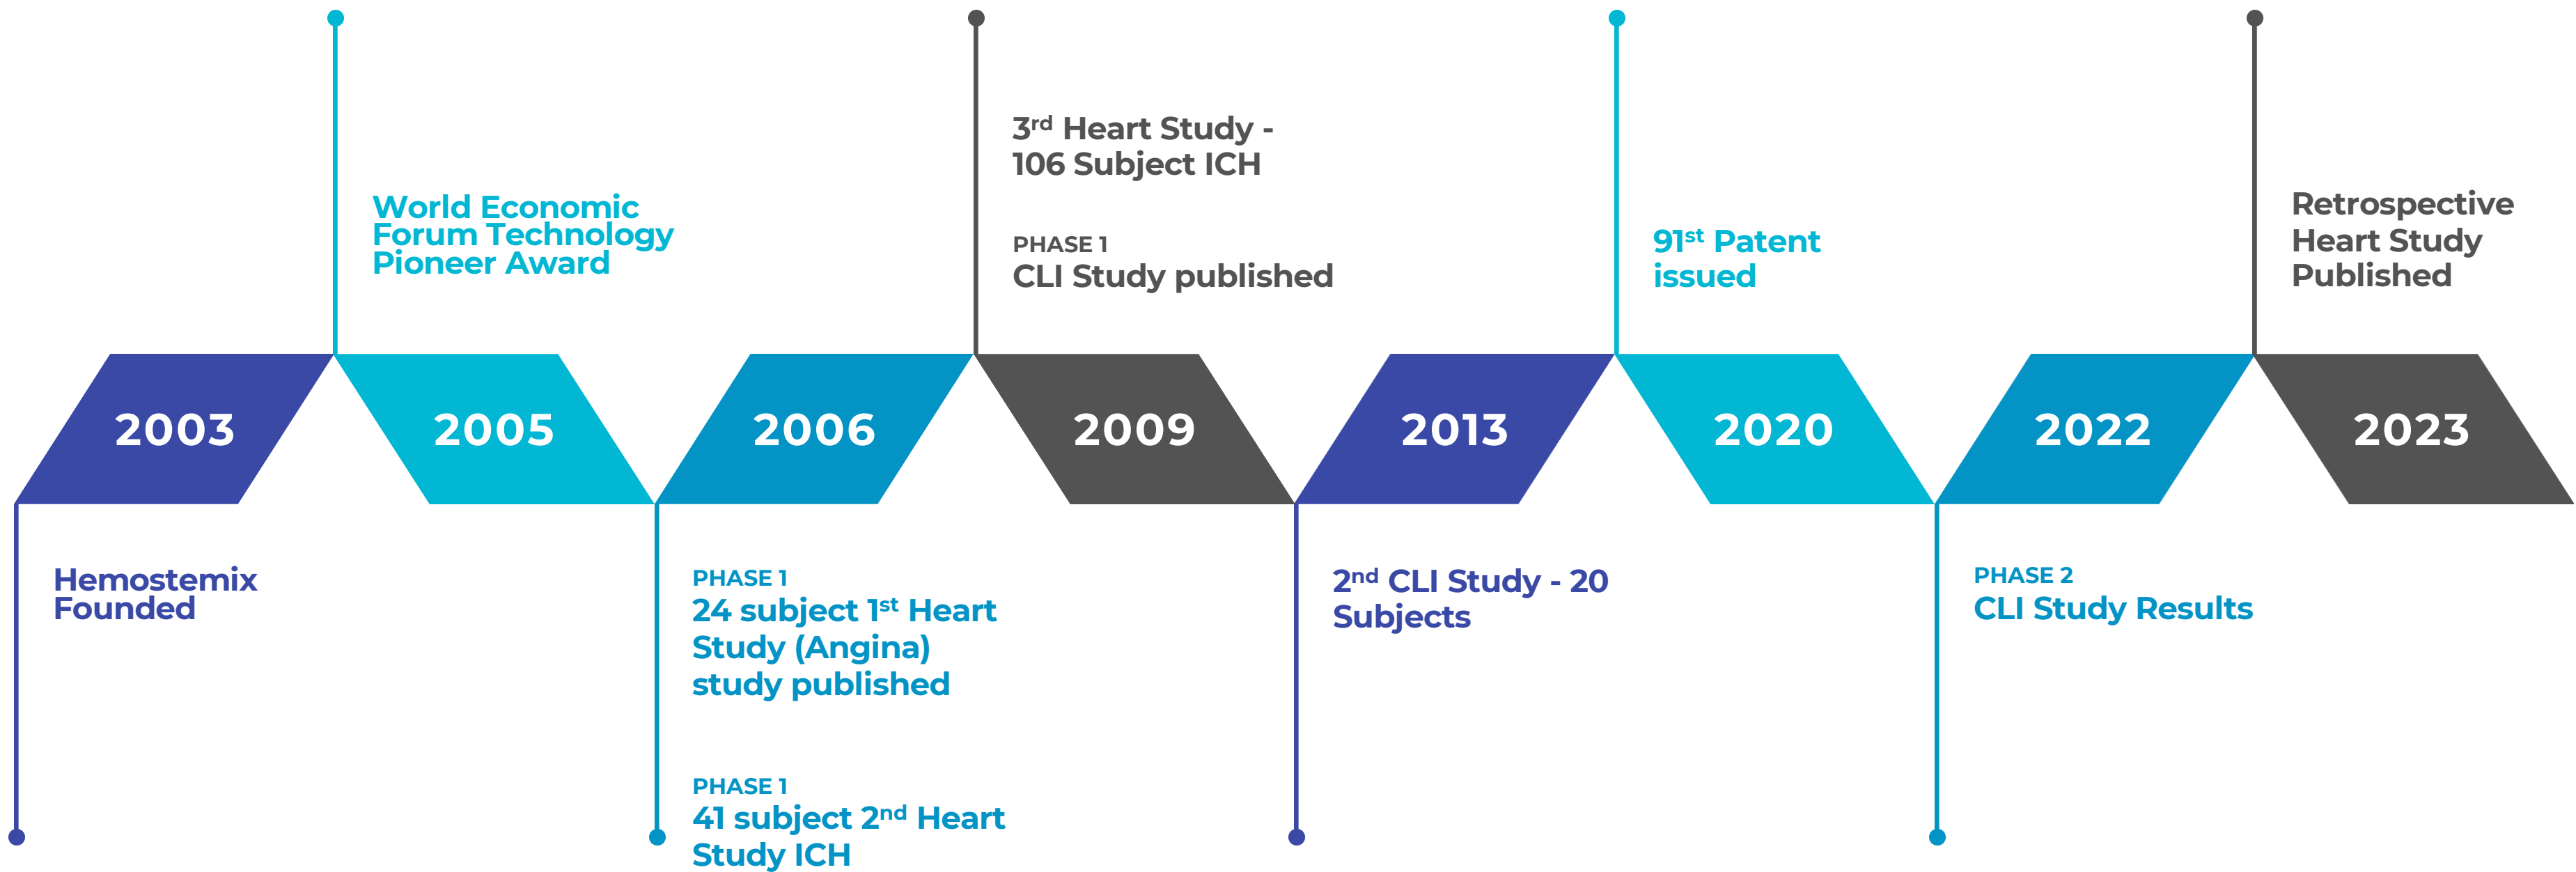 2003
Hemostemix
Founded
2005
World Economic
Forum Technology
Pioneer Award
2006
PHASE 1
24 subject 1st Heart
Study (Angina)
study published
PHASE 1
41 subject 2nd Heart
Study ICH
2009
3rd Heart Study -
106 Subject ICH
PHASE 1
CLI Study published
2013
2nd CLI Study - 20
Subjects
2020
91st Patent
issued
2022
PHASE 2
CLI Study Results
2023
Retrospective
Heart Study
Published